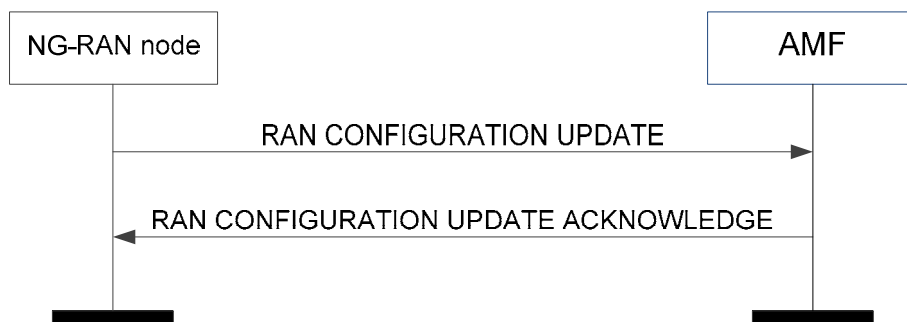 NG-RAN node
AMF
RAN CONFIGURATION UPDATE
RAN CONFIGURATION UPDATE ACKNOWLEDGE